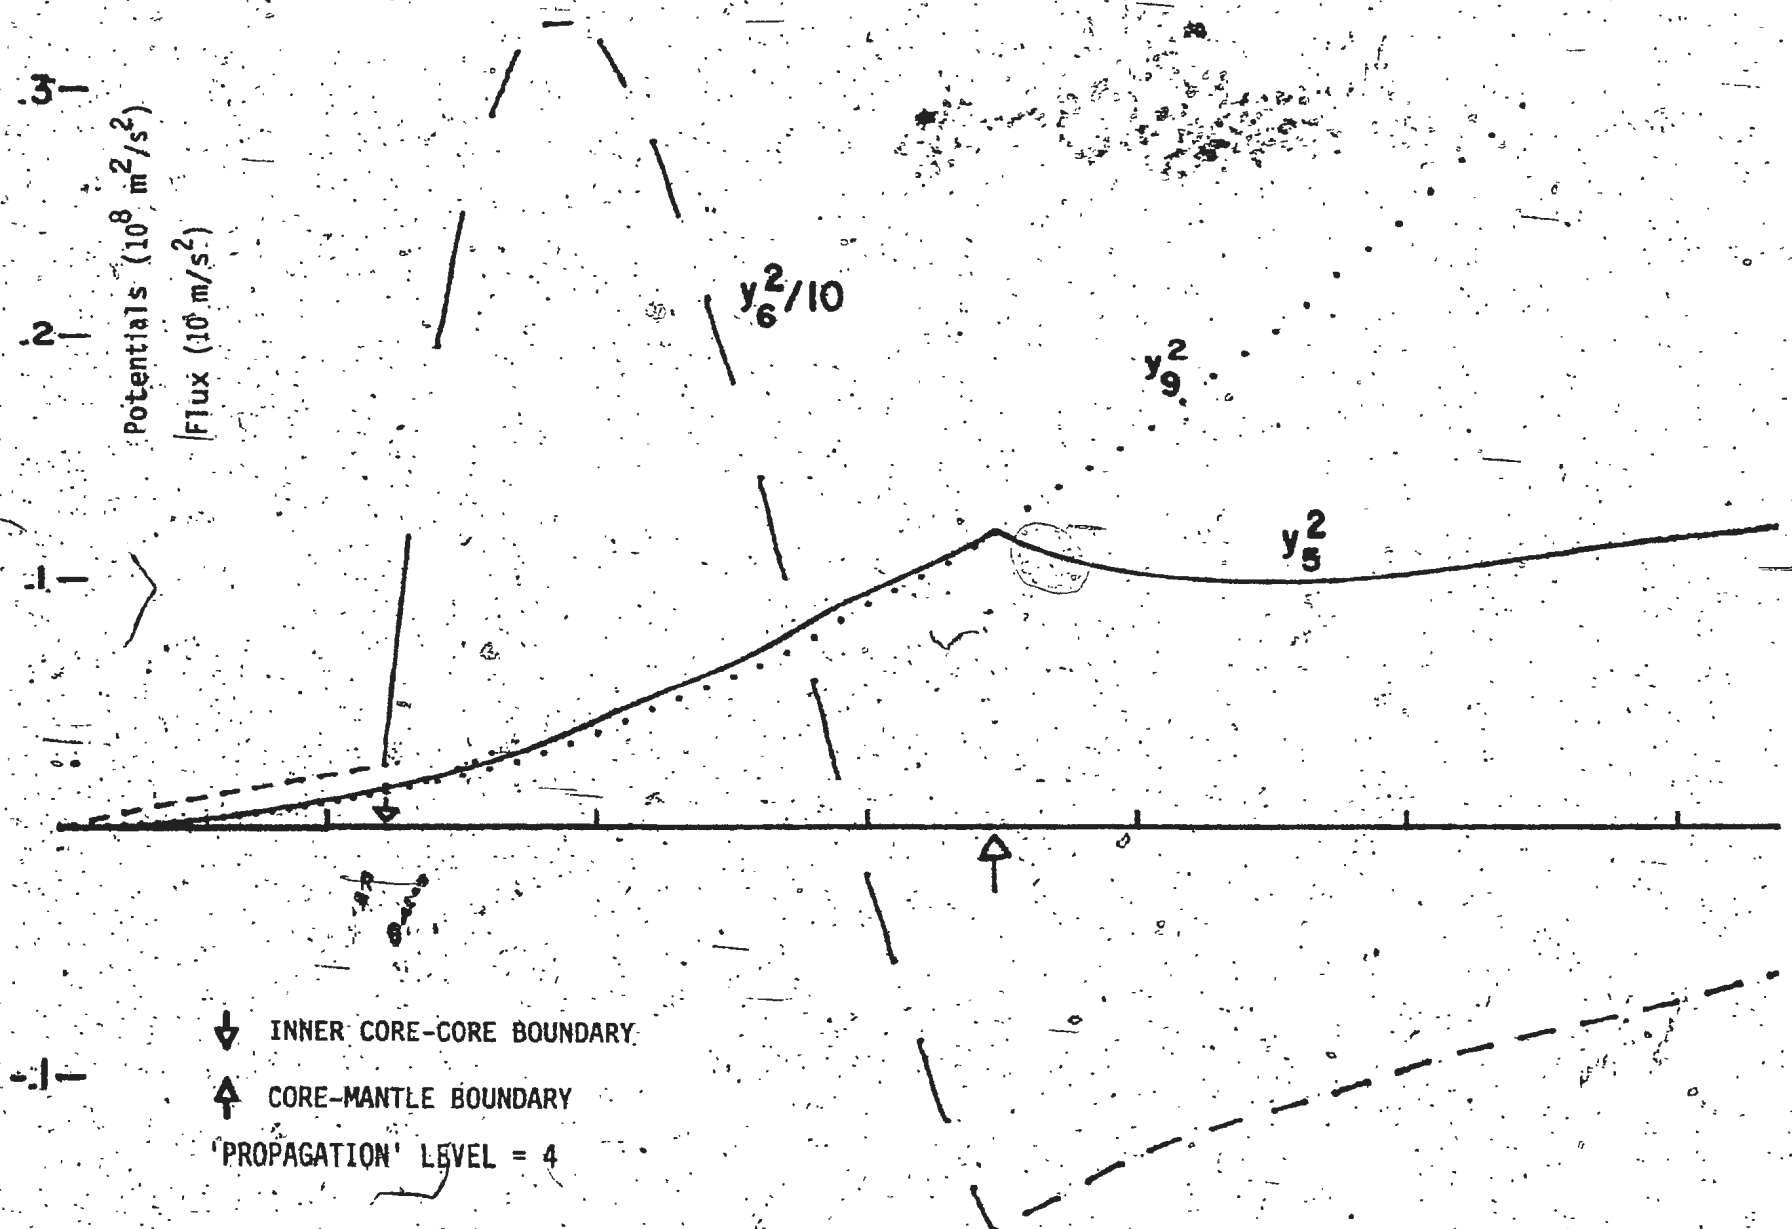 .3
.2
.1
-.1
Potentials (10⁸ m²/s²)
Flux (10 m/s²)
y₆²/10
y₉²
y₅²
INNER CORE-CORE BOUNDARY
CORE-MANTLE BOUNDARY
'PROPAGATION' LEVEL = 4